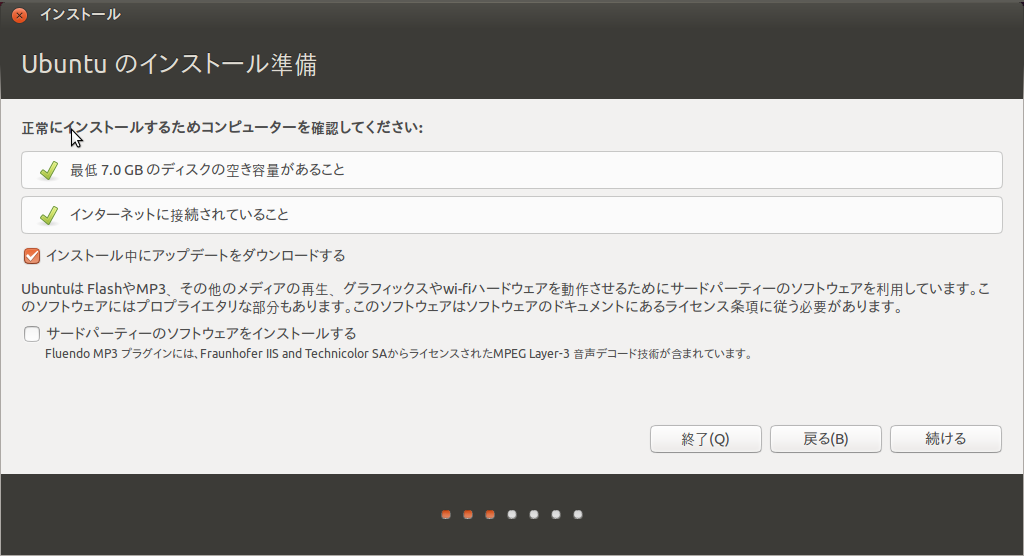 インストール
Ubuntu のインストール準備
正常にインストールするためコンピューターを確認してください:
最低 7.0 GB のディスクの空き容量があること
インターネットに接続されていること
インストール中にアップデートをダウンロードする
Ubuntuは FlashやMP3、その他のメディアの再生、グラフィックスやwi-fiハードウェアを動作させるためにサードパーティーのソフトウェアを利用しています。こ
のソフトウェアにはプロプライエタリな部分もあります。このソフトウェアはソフトウェアのドキュメントにあるライセンス条項に従う必要があります。
サードパーティーのソフトウェアをインストールする
Fluendo MP3 プラグインには、Fraunhofer IIS and Technicolor SAからライセンスされたMPEG Layer-3 音声デコード技術が含まれています。
終了(Q) 戻る(B) 続ける